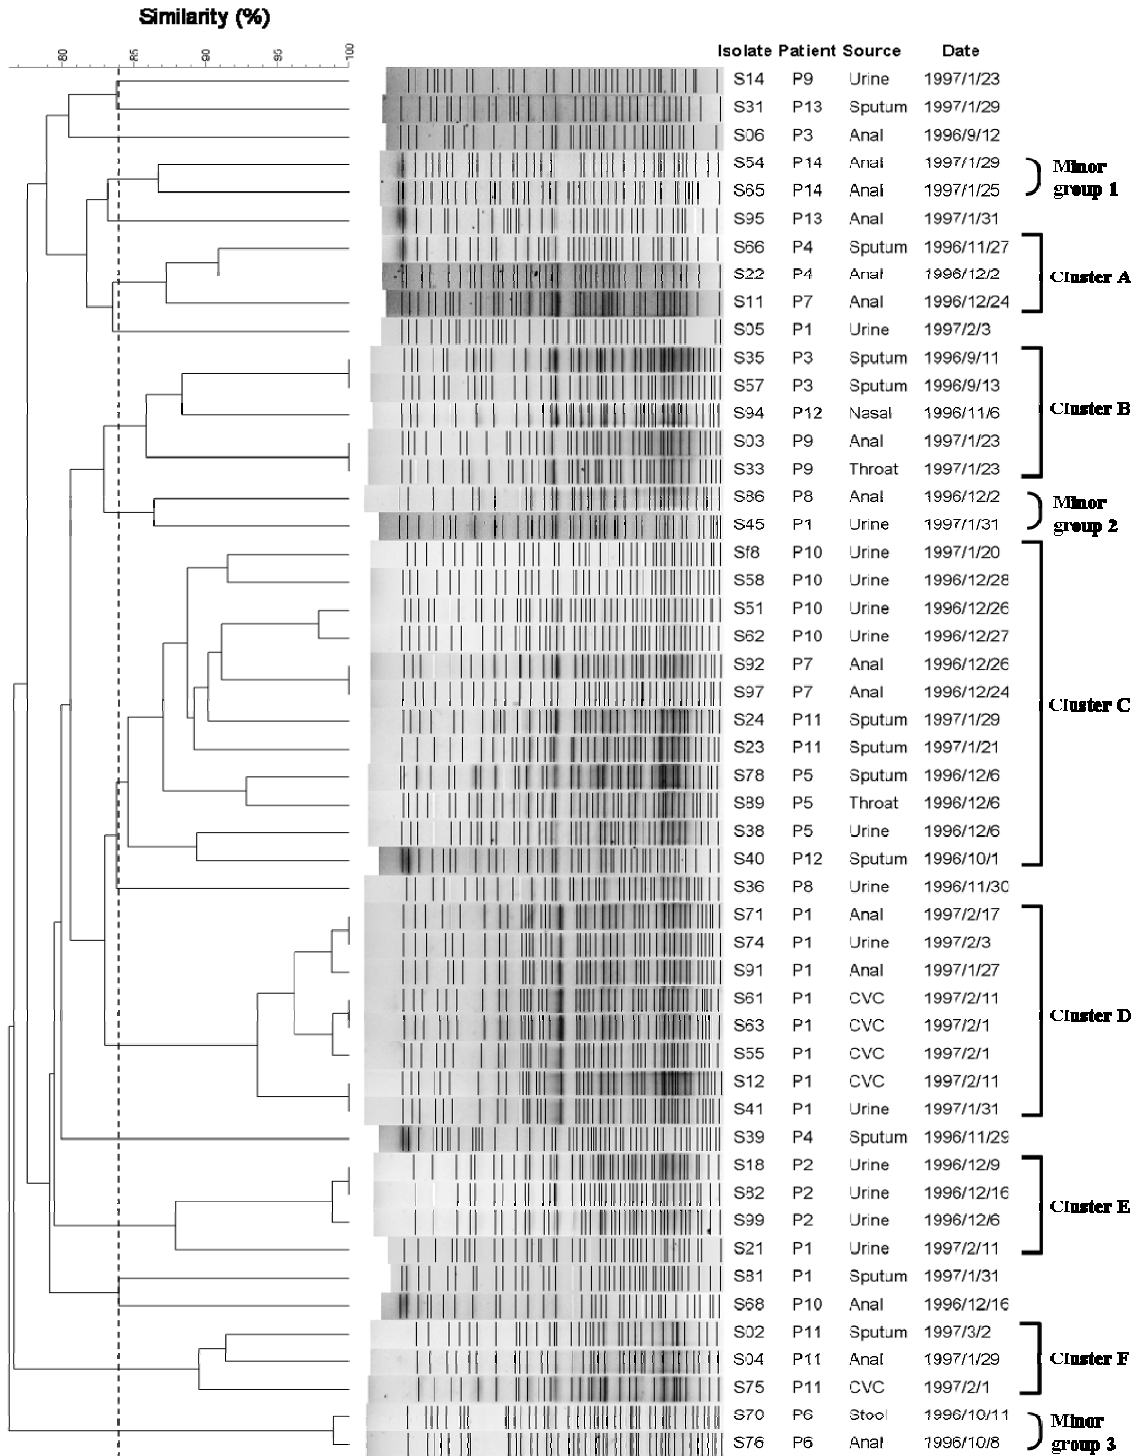 Similarity (%)
80 85 90 95 100
Isolate Patient Source Date
S14 P9 Urine 1997/1/23
S31 P13 Sputum 1997/1/29
S06 P3 Anal 1996/9/12
S54 P14 Anal 1997/1/29
Minor
S65 P14 Anal 1997/1/25
group 1
S95 P13 Anal 1997/1/31
S66 P4 Sputum 1996/11/27
S22 P4 Anal 1996/12/2
Cluster A
S11 P7 Anal 1996/12/24
S05 P1 Urine 1997/2/3
S35 P3 Sputum 1996/9/11
S57 P3 Sputum 1996/9/13
Cluster B
S94 P12 Nasal 1996/11/6
S03 P9 Anal 1997/1/23
S33 P9 Throat 1997/1/23
S86 P8 Anal 1996/12/2
Minor
S45 P1 Urine 1997/1/31
group 2
Sf8 P10 Urine 1997/1/20
S58 P10 Urine 1996/12/28
S51 P10 Urine 1996/12/26
S62 P10 Urine 1996/12/27
S92 P7 Anal 1996/12/26
S97 P7 Anal 1996/12/24
Cluster C
S24 P11 Sputum 1997/1/29
S23 P11 Sputum 1997/1/21
S78 P5 Sputum 1996/12/6
S89 P5 Throat 1996/12/6
S38 P5 Urine 1996/12/6
S40 P12 Sputum 1996/10/1
S36 P8 Urine 1996/11/30
S71 P1 Anal 1997/2/17
S74 P1 Urine 1997/2/3
S91 P1 Anal 1997/1/27
S61 P1 CVC 1997/2/11
Cluster D
S63 P1 CVC 1997/2/1
S55 P1 CVC 1997/2/1
S12 P1 CVC 1997/2/11
S41 P1 Urine 1997/1/31
S39 P4 Sputum 1996/11/29
S18 P2 Urine 1996/12/9
S82 P2 Urine 1996/12/16
Cluster E
S99 P2 Urine 1996/12/6
S21 P1 Urine 1997/2/11
S81 P1 Sputum 1997/1/31
S68 P10 Anal 1996/12/16
S02 P11 Sputum 1997/3/2
S04 P11 Anal 1997/1/29
Cluster F
S75 P11 CVC 1997/2/1
S70 P6 Stool 1996/10/11
Minor
S76 P6 Anal 1996/10/8
group 3